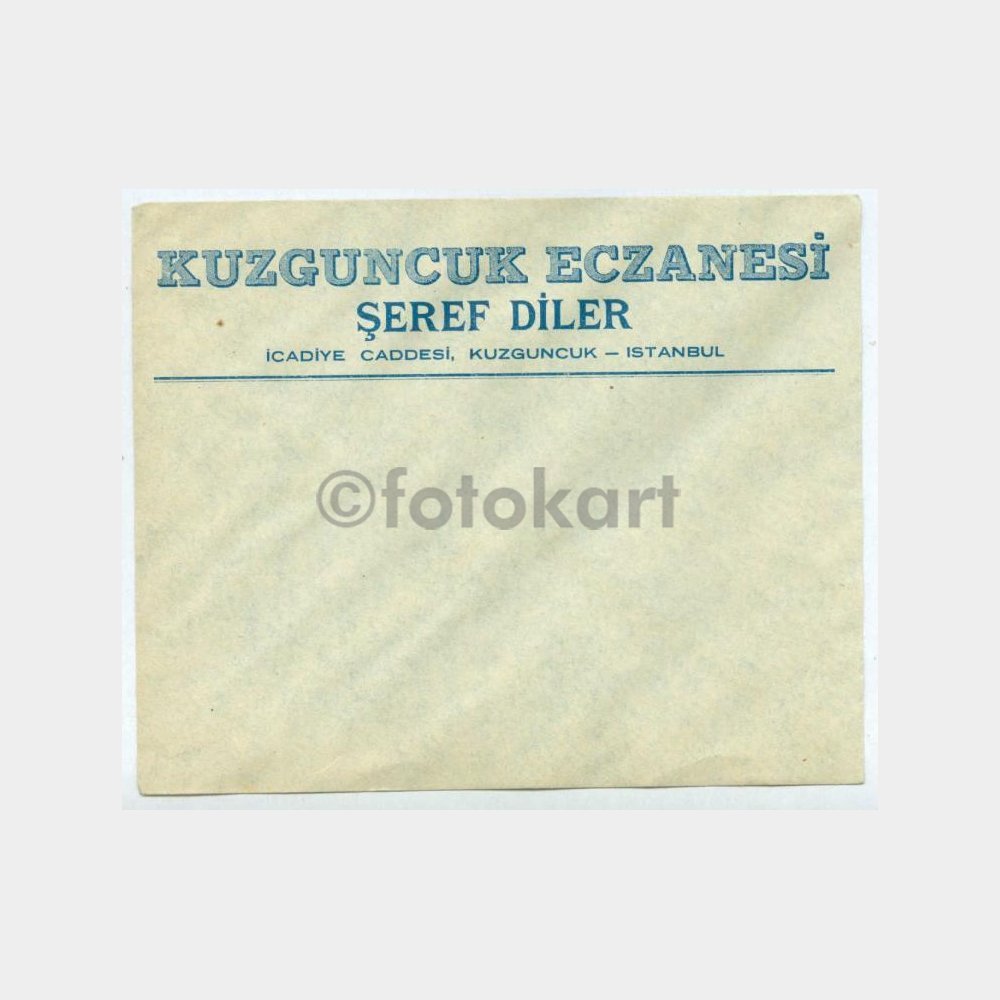 KUZGUNCUK ECZANESİ
ŞEREF DİLER
İCADİYE CADDESİ, KUZGUNCUK — ISTANBUL
©fotokart